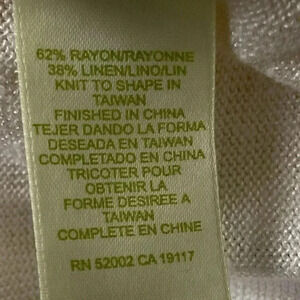 62% RAYON/RAYONNE
38% LINEN/LINO/LIN
KNIT TO SHAPE IN
TAIWAN
FINISHED IN CHINA
TEJER DANDO LA FORMA
DESEADA EN TAIWAN
COMPLETADO EN CHINA
TRICOTER POUR
OBTENIR LA
FORME DESIREE A
TAIWAN
COMPLETE EN CHINE
RN 52002 CA 19117